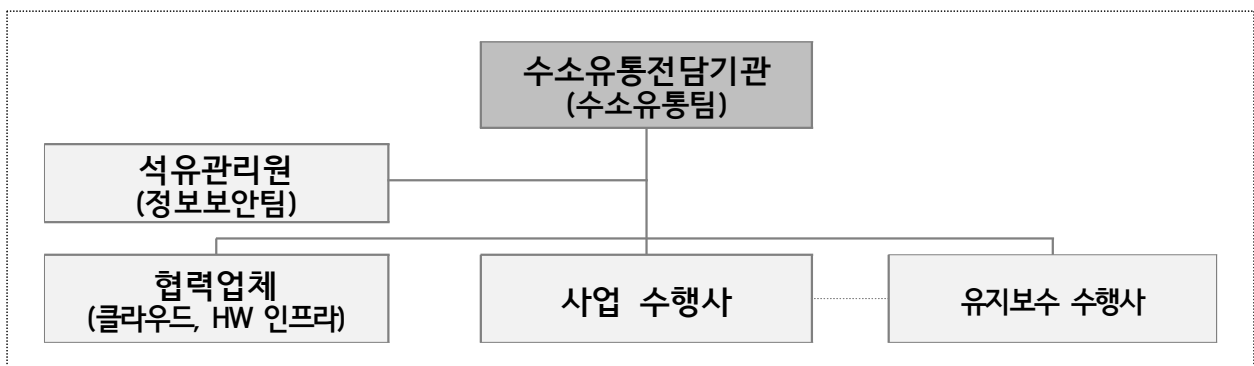 수소유통전담기관
(수소유통팀)
석유관리원
(정보보안팀)
협력업체
(클라우드, HW 인프라)
사업 수행사
유지보수 수행사